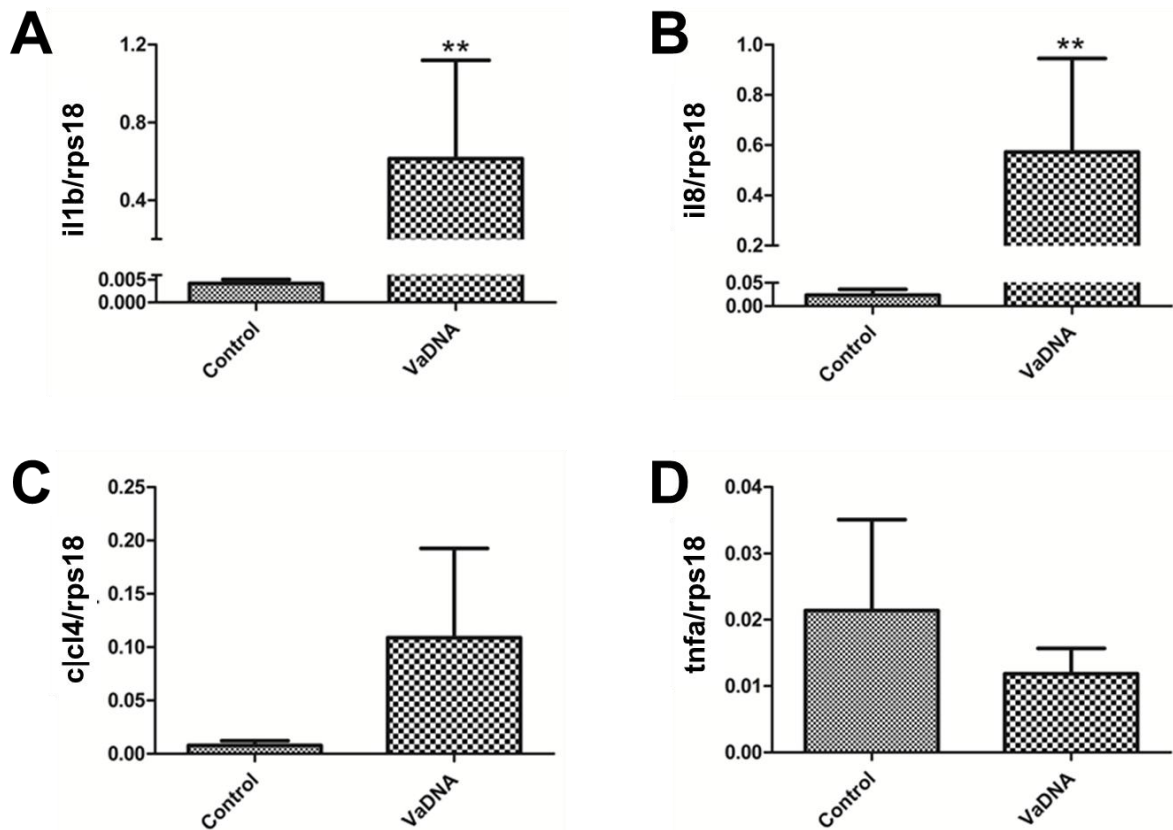 A
il1b/rps18
1.2
0.8
0.4
0.005
0.000
**
Control
VaDNA
B
il8/rps18
1.0
0.8
0.6
0.4
0.2
0.05
0.00
**
Control
VaDNA
C
c|cl4/rps18
0.25
0.20
0.15
0.10
0.05
0.00
Control
VaDNA
D
tnfa/rps18
0.04
0.03
0.02
0.01
0.00
Control
VaDNA